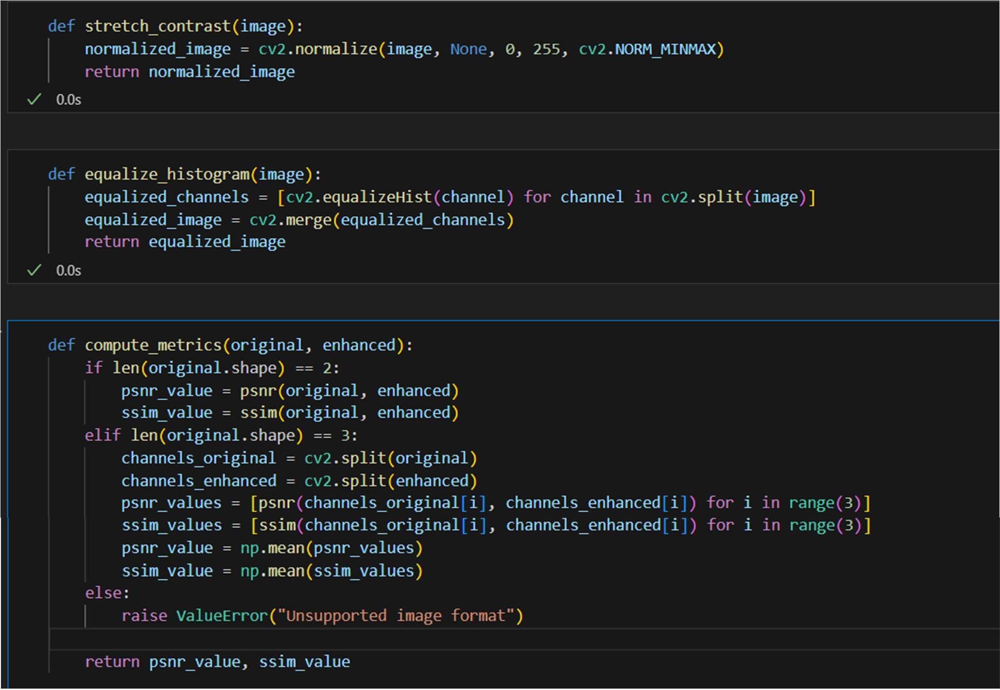 def stretch_contrast(image):
    normalized_image = cv2.normalize(image, None, 0, 255, cv2.NORM_MINMAX)
    return normalized_image
✓ 0.0s
def equalize_histogram(image):
    equalized_channels = [cv2.equalizeHist(channel) for channel in cv2.split(image)]
    equalized_image = cv2.merge(equalized_channels)
    return equalized_image
✓ 0.0s
def compute_metrics(original, enhanced):
    if len(original.shape) == 2:
        psnr_value = psnr(original, enhanced)
        ssim_value = ssim(original, enhanced)
    elif len(original.shape) == 3:
        channels_original = cv2.split(original)
        channels_enhanced = cv2.split(enhanced)
        psnr_values = [psnr(channels_original[i], channels_enhanced[i]) for i in range(3)]
        ssim_values = [ssim(channels_original[i], channels_enhanced[i]) for i in range(3)]
        psnr_value = np.mean(psnr_values)
        ssim_value = np.mean(ssim_values)
    else:
        raise ValueError("Unsupported image format")
    return psnr_value, ssim_value